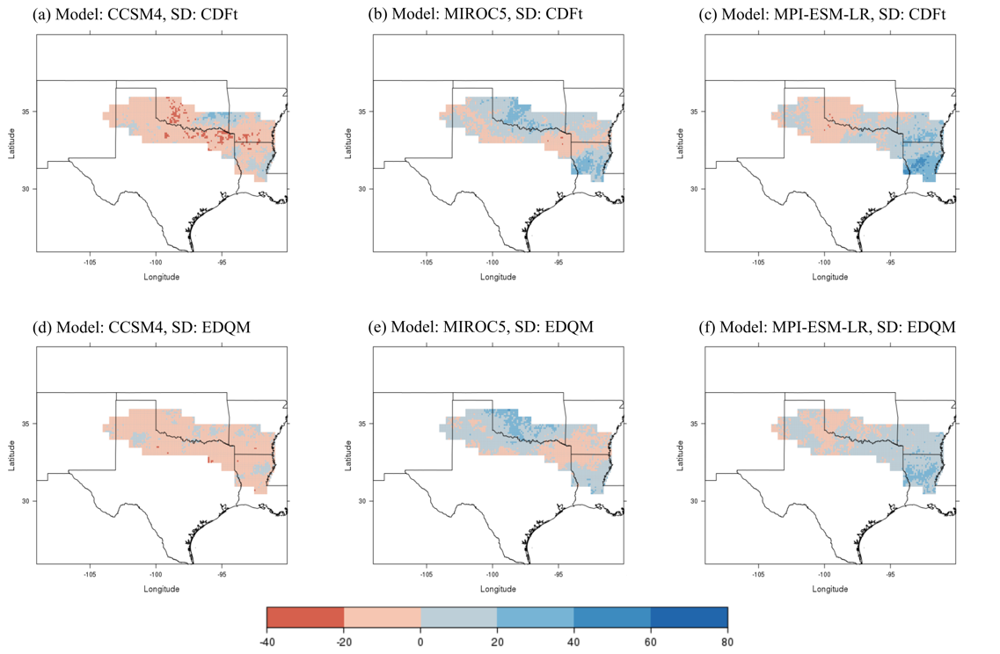 (a) Model: CCSM4, SD: CDFt
(b) Model: MIROC5, SD: CDFt
(c) Model: MPI-ESM-LR, SD: CDFt
Latitude
35
30
-105
-100
-95
Longitude
Latitude
35
30
-105
-100
-95
Longitude
Latitude
35
30
-105
-100
-95
Longitude
(d) Model: CCSM4, SD: EDQM
(e) Model: MIROC5, SD: EDQM
(f) Model: MPI-ESM-LR, SD: EDQM
Latitude
35
30
-105
-100
-95
Longitude
Latitude
35
30
-105
-100
-95
Longitude
Latitude
35
30
-105
-100
-95
Longitude
-40 -20 0 20 40 60 80